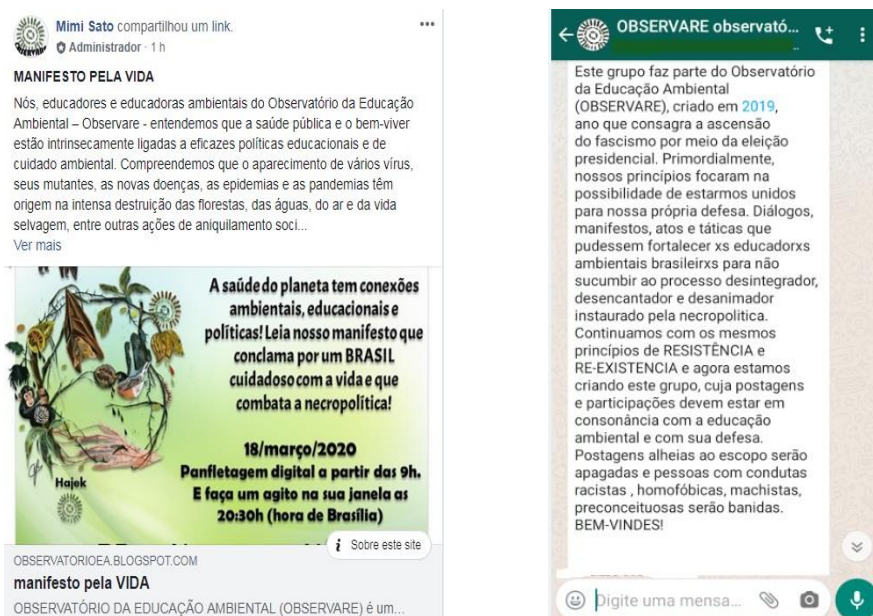 Mimi Sato compartilhou um link.
Administrador · 1 h
MANIFESTO PELA VIDA
Nós, educadores e educadoras ambientais do Observatório da Educação
Ambiental – Observare - entendemos que a saúde pública e o bem-viver
estão intrinsecamente ligadas a eficazes políticas educacionais e de
cuidado ambiental. Compreendemos que o aparecimento de vários vírus,
seus mutantes, as novas doenças, as epidemias e as pandemias têm
origem na intensa destruição das florestas, das águas, do ar e da vida
selvagem, entre outras ações de aniquilamento soci...
Ver mais
A saúde do planeta tem conexões
ambientais, educacionais e
políticas! Leia nosso manifesto que
conclama por um BRASIL
cuidadoso com a vida e que
combata a necropolítica!
18/março/2020
Panfletagem digital a partir das 9h.
E faça um agito na sua janela as
20:30h (hora de Brasília)
Hajek
Sobre este site
OBSERVATORIOEA.BLOGSPOT.COM
manifesto pela VIDA
OBSERVATÓRIO DA EDUCAÇÃO AMBIENTAL (OBSERVARE) é um...
OBSERVARE observató...
Este grupo faz parte do Observatório
da Educação Ambiental
(OBSERVARE), criado em 2019,
ano que consagra a ascensão
do fascismo por meio da eleição
presidencial. Primordialmente,
nossos princípios focaram na
possibilidade de estarmos unidos
para nossa própria defesa. Diálogos,
manifestos, atos e táticas que
pudessem fortalecer xs educadorxs
ambientais brasileirxs para não
sucumbir ao processo desintegrador,
desencantador e desanimador
instaurado pela necropolitica.
Continuamos com os mesmos
princípios de RESISTÊNCIA e
RE-EXISTENCIA e agora estamos
criando este grupo, cuja postagens
e participações devem estar em
consonância com a educação
ambiental e com sua defesa.
Postagens alheias ao escopo serão
apagadas e pessoas com condutas
racistas , homofóbicas, machistas,
preconceituosas serão banidas.
BEM-VINDES!
Digite uma mensa...